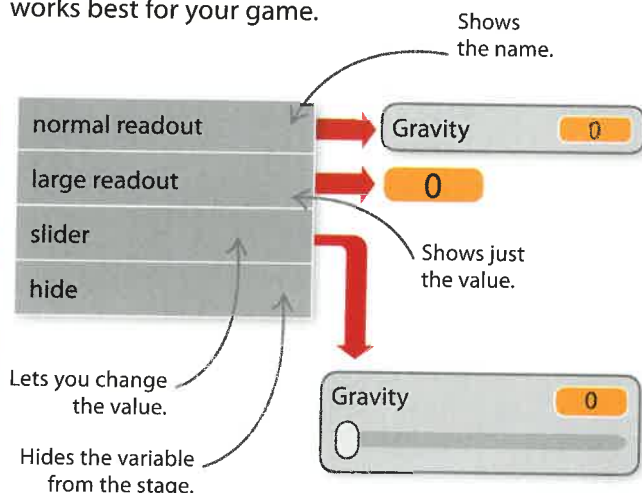 works best for your game.
Shows
the name.
normal readout
Gravity 0
large readout
0
slider
Shows just
the value.
hide
Lets you change
the value.
Gravity 0
Hides the variable
from the stage.